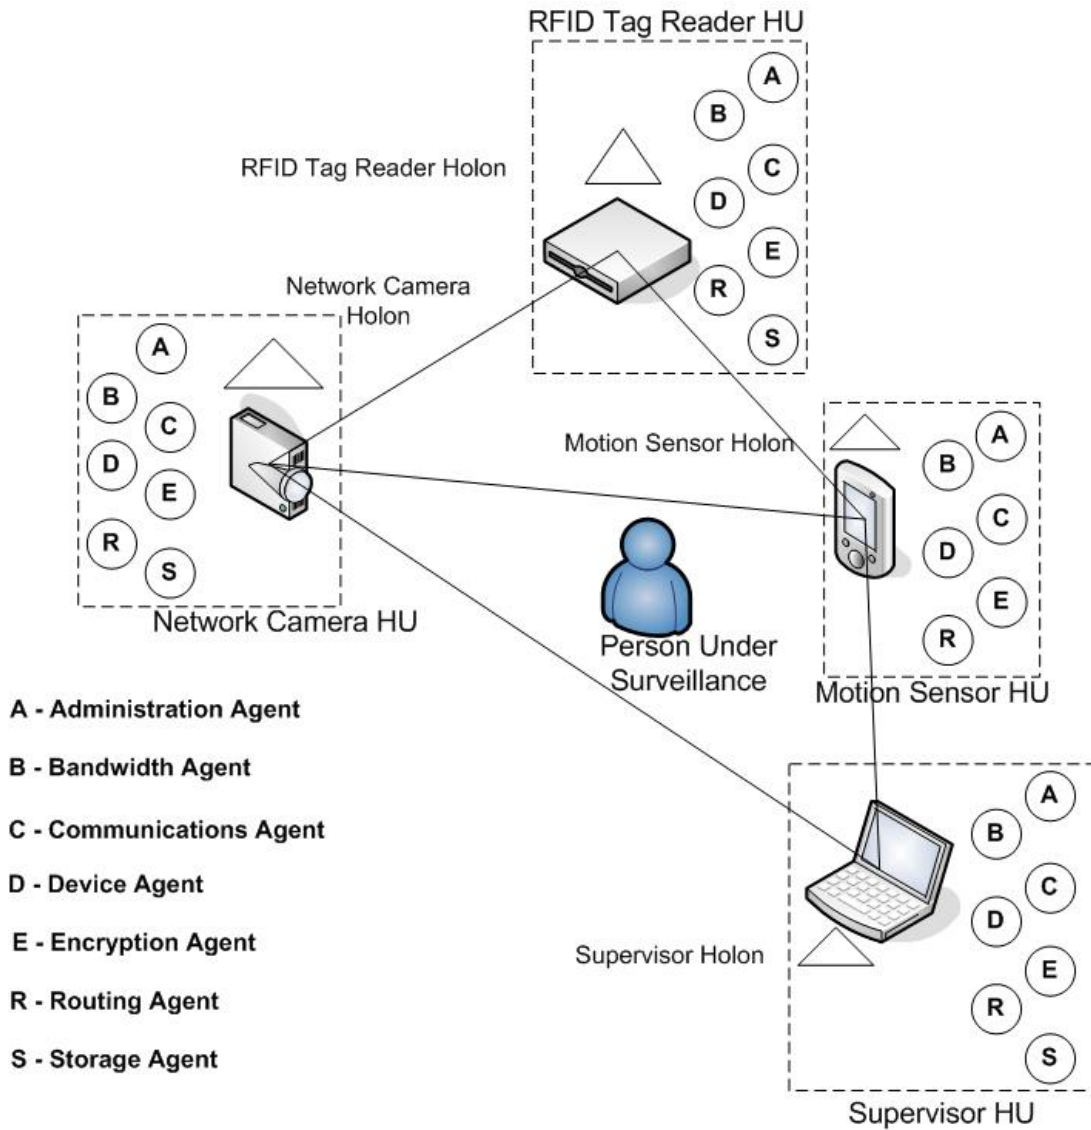 RFID Tag Reader HU
A
B
C
D
E
R
S
RFID Tag Reader Holon
Network Camera
Holon
A
B
C
D
E
R
S
Network Camera HU
Motion Sensor Holon
A
B
C
D
E
R
Motion Sensor HU
Person Under
Surveillance
A - Administration Agent
B - Bandwidth Agent
C - Communications Agent
D - Device Agent
E - Encryption Agent
R - Routing Agent
S - Storage Agent
A
B
C
D
E
R
S
Supervisor Holon
Supervisor HU